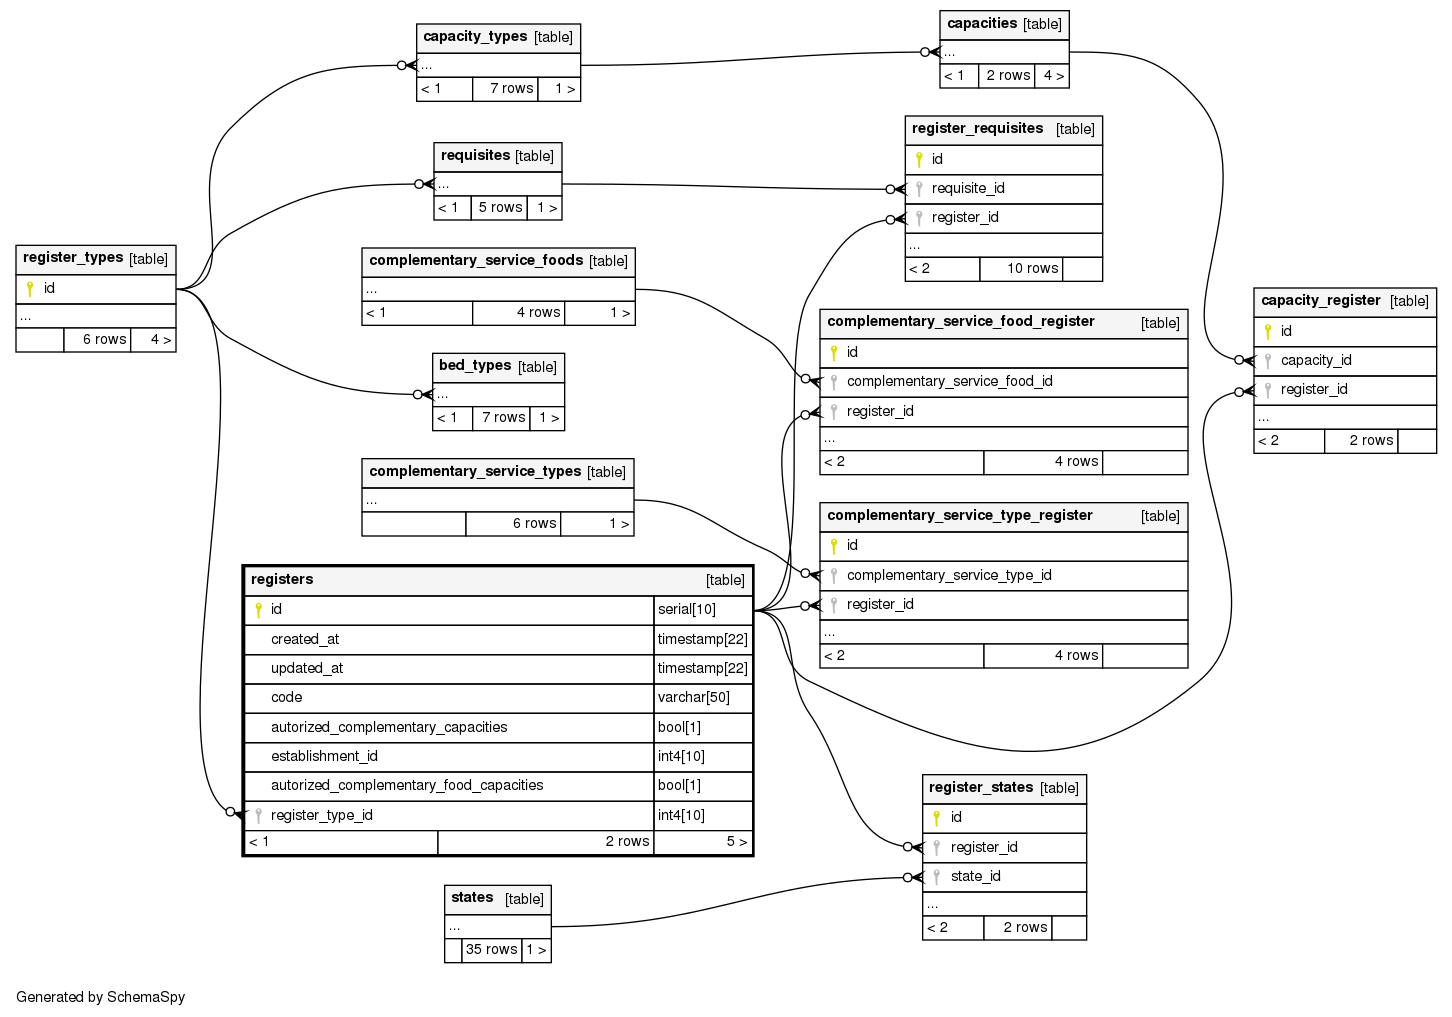 capacity_types [table]
...
< 1 7 rows 1 >
capacities [table]
...
< 1 2 rows 4 >
register_requisites [table]
id
requisite_id
register_id
...
< 2 10 rows
requisites [table]
...
< 1 5 rows 1 >
register_types [table]
id
...
6 rows 4 >
complementary_service_foods [table]
...
< 1 4 rows 1 >
capacity_register [table]
id
capacity_id
register_id
...
< 2 2 rows
complementary_service_food_register [table]
id
complementary_service_food_id
register_id
...
< 2 4 rows
bed_types [table]
...
< 1 7 rows 1 >
complementary_service_types [table]
...
6 rows 1 >
complementary_service_type_register [table]
id
complementary_service_type_id
register_id
...
< 2 4 rows
registers [table]
id serial[10]
created_at timestamp[22]
updated_at timestamp[22]
code varchar[50]
autorized_complementary_capacities bool[1]
establishment_id int4[10]
autorized_complementary_food_capacities bool[1]
register_type_id int4[10]
< 1 2 rows 5 >
register_states [table]
id
register_id
state_id
...
< 2 2 rows
states [table]
...
35 rows 1 >
Generated by SchemaSpy